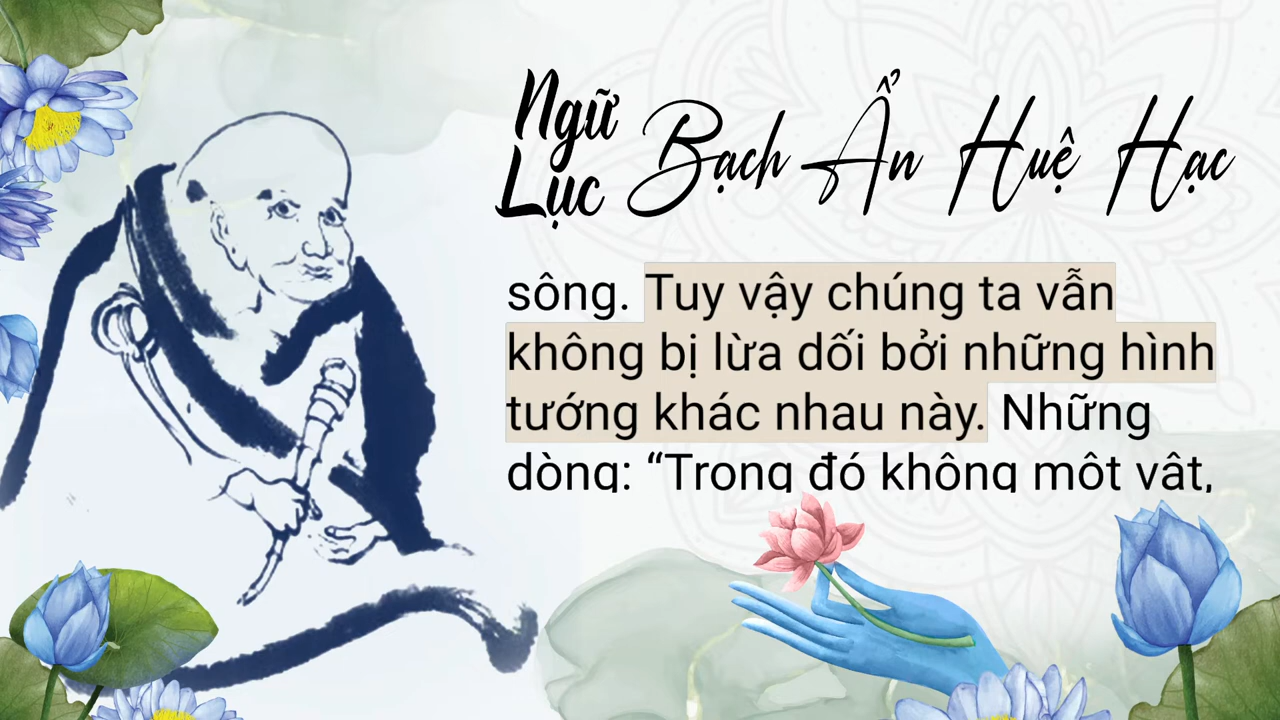 Ngữ
Lục
Bạch Ẩn Huệ Hạc
sông. Tuy vậy chúng ta vẫn
không bị lừa dối bởi những hình
tướng khác nhau này. Những
dòng: “Trong đó không một vật,